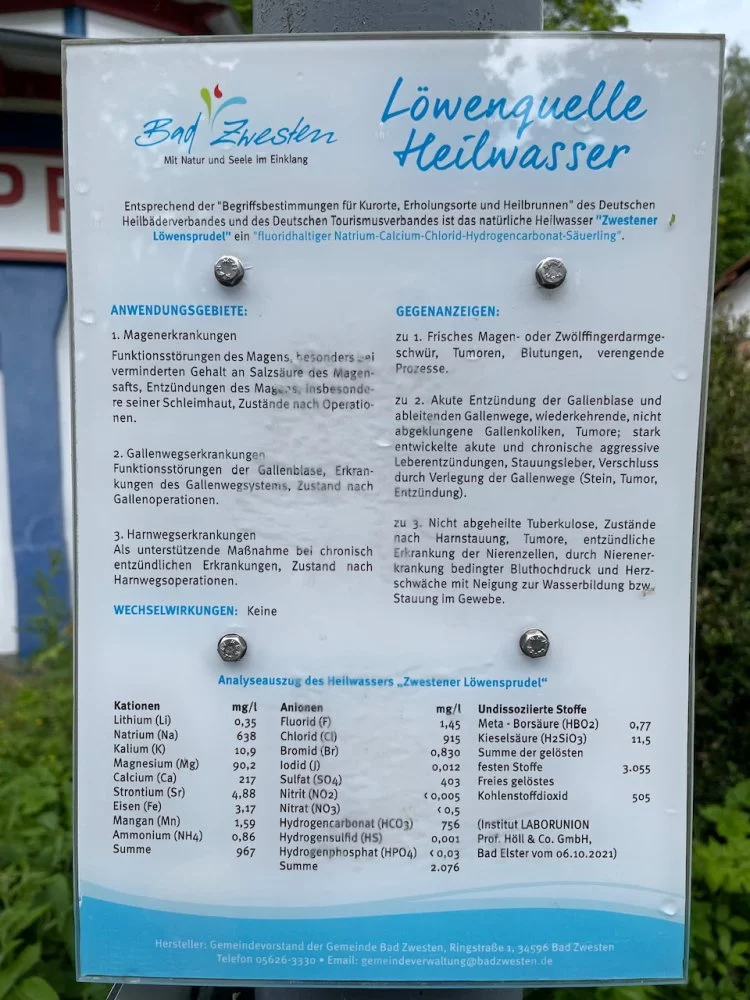 Bad Zwesten
Mit Natur und Seele im Einklang
Löwenquelle
Heilwasser
Entsprechend der "Begriffsbestimmungen für Kurorte, Erholungsorte und Heilbrunnen" des Deutschen
Heilbäderverbandes und des Deutschen Tourismusverbandes ist das natürliche Heilwasser "Zwestener
Löwensprudel" ein "fluoridhaltiger Natrium-Calcium-Chlorid-Hydrogencarbonat-Säuerling".
ANWENDUNGSGEBIETE:
1. Magenerkrankungen
Funktionsstörungen des Magens, besonders bei
verminderten Gehalt an Salzsäure des Magen-
safts, Entzündungen des Magens, insbesonde-
re seiner Schleimhaut, Zustände nach Operatio-
nen.
2. Gallenwegserkrankungen
Funktionsstörungen der Gallenblase, Erkran-
kungen des Gallenwegsystems, Zustand nach
Gallenoperationen.
3. Harnwegserkrankungen
Als unterstützende Maßnahme bei chronisch
entzündlichen Erkrankungen, Zustand nach
Harnwegsoperationen.
WECHSELWIRKUNGEN: Keine
GEGENANZEIGEN:
zu 1. Frisches Magen- oder Zwölffingerdarmge-
schwür, Tumoren, Blutungen, verengende
Prozesse.
zu 2. Akute Entzündung der Gallenblase und
ableitenden Gallenwege, wiederkehrende, nicht
abgeklungene Gallenkoliken, Tumore; stark
entwickelte akute und chronische aggressive
Leberentzündungen, Stauungsleber, Verschluss
durch Verlegung der Gallenwege (Stein, Tumor,
Entzündung).
zu 3. Nicht abgeheilte Tuberkulose, Zustände
nach Harnstauung, Tumore, entzündliche
Erkrankung der Nierenzellen, durch Nierener-
krankung bedingter Bluthochdruck und Herz-
schwäche mit Neigung zur Wasserbildung bzw.
Stauung im Gewebe.
Analyseauszug des Heilwassers „Zwestener Löwensprudel"
Kationen mg/l
Lithium (Li) 0,35
Natrium (Na) 638
Kalium (K) 10,9
Magnesium (Mg) 90,2
Calcium (Ca) 217
Strontium (Sr) 4,88
Eisen (Fe) 3,17
Mangan (Mn) 1,59
Ammonium (NH4) 0,86
Summe 967
Anionen mg/l
Fluorid (F) 1,45
Chlorid (Cl) 915
Bromid (Br) 0,830
Iodid (J) 0,012
Sulfat (SO4) 403
Nitrit (NO2) < 0,005
Nitrat (NO3) < 0,5
Hydrogencarbonat (HCO3) 756
Hydrogensulfid (HS) 0,001
Hydrogenphosphat (HPO4) < 0,03
Summe 2.076
Undissoziierte Stoffe
Meta - Borsäure (HBO2) 0,77
Kieselsäure (H2SiO3) 11,5
Summe der gelösten
festen Stoffe 3.055
Freies gelöstes
Kohlenstoffdioxid 505
(Institut LABORUNION
Prof. Höll & Co. GmbH,
Bad Elster vom 06.10.2021)
Hersteller: Gemeindevorstand der Gemeinde Bad Zwesten, Ringstraße 1, 34596 Bad Zwesten
Telefon 05626-3330 • Email: gemeindeverwaltung@badzwesten.de